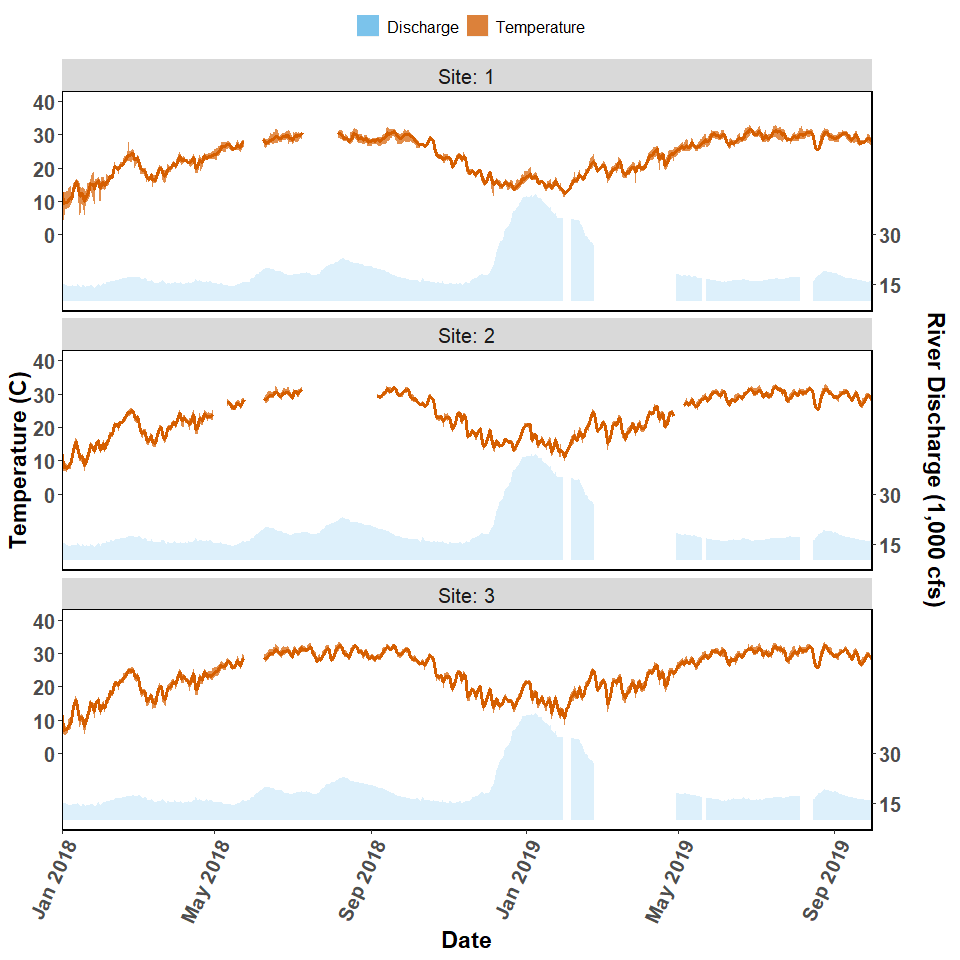 Discharge Temperature
Site: 1
40
30
20
10
0
30
15
Site: 2
40
30
20
10
0
30
15
Site: 3
40
30
20
10
0
30
15
Temperature (C)
River Discharge (1,000 cfs)
Jan 2018
May 2018
Sep 2018
Jan 2019
May 2019
Sep 2019
Date